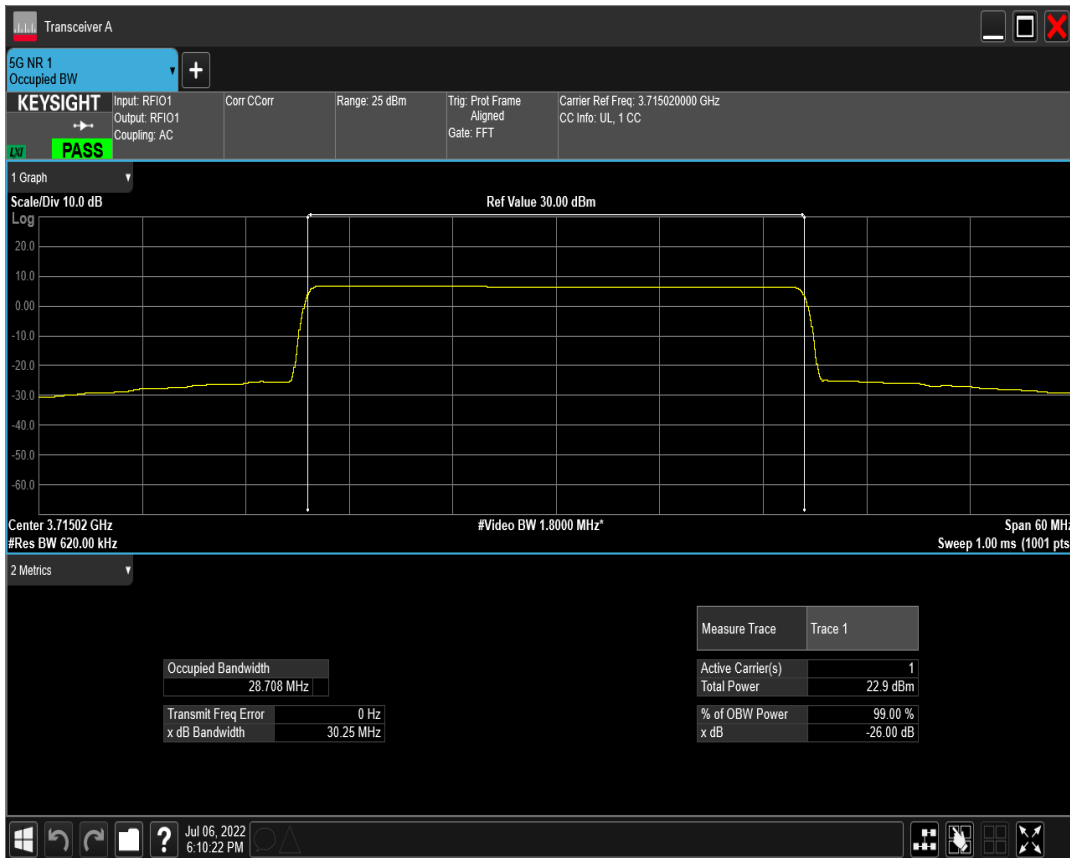 Transceiver A
5G NR 1
Occupied BW
+
KEYSIGHT
LXI
PASS
Input: RFIO1
Output: RFIO1
Coupling: AC
Corr CCorr
Range: 25 dBm
Trig: Prot Frame
Aligned
Gate: FFT
Carrier Ref Freq: 3.715020000 GHz
CC Info: UL, 1 CC
1 Graph
Scale/Div 10.0 dB
Ref Value 30.00 dBm
Log
20.0
10.0
0.00
-10.0
-20.0
-30.0
-40.0
-50.0
-60.0
Center 3.71502 GHz
#Video BW 1.8000 MHz*
Span 60 MHz
#Res BW 620.00 kHz
Sweep 1.00 ms (1001 pts
2 Metrics
Measure Trace Trace 1
Occupied Bandwidth
28.708 MHz
Active Carrier(s) 1
Total Power 22.9 dBm
Transmit Freq Error 0 Hz
x dB Bandwidth 30.25 MHz
% of OBW Power 99.00 %
x dB -26.00 dB
?
Jul 06, 2022
6:10:22 PM